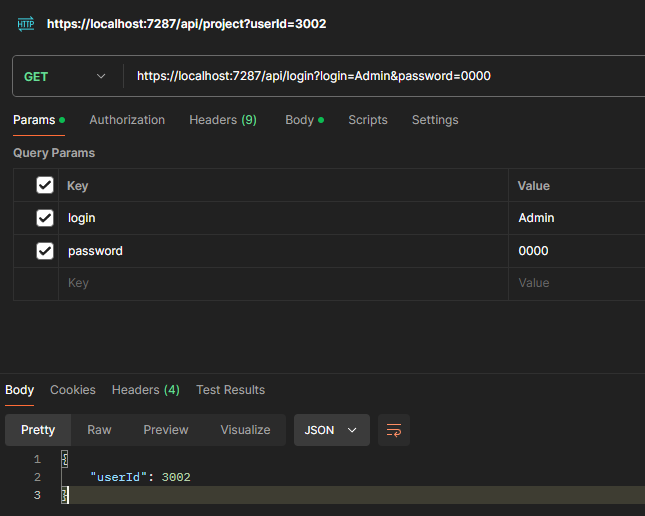 HTTP https://localhost:7287/api/project?userId=3002
GET https://localhost:7287/api/login?login=Admin&password=0000
Params Authorization Headers (9) Body Scripts Settings
Query Params
Key Value
login Admin
password 0000
Key Value
Body Cookies Headers (4) Test Results
Pretty Raw Preview Visualize JSON
1 {
2 "userId": 3002
3 }